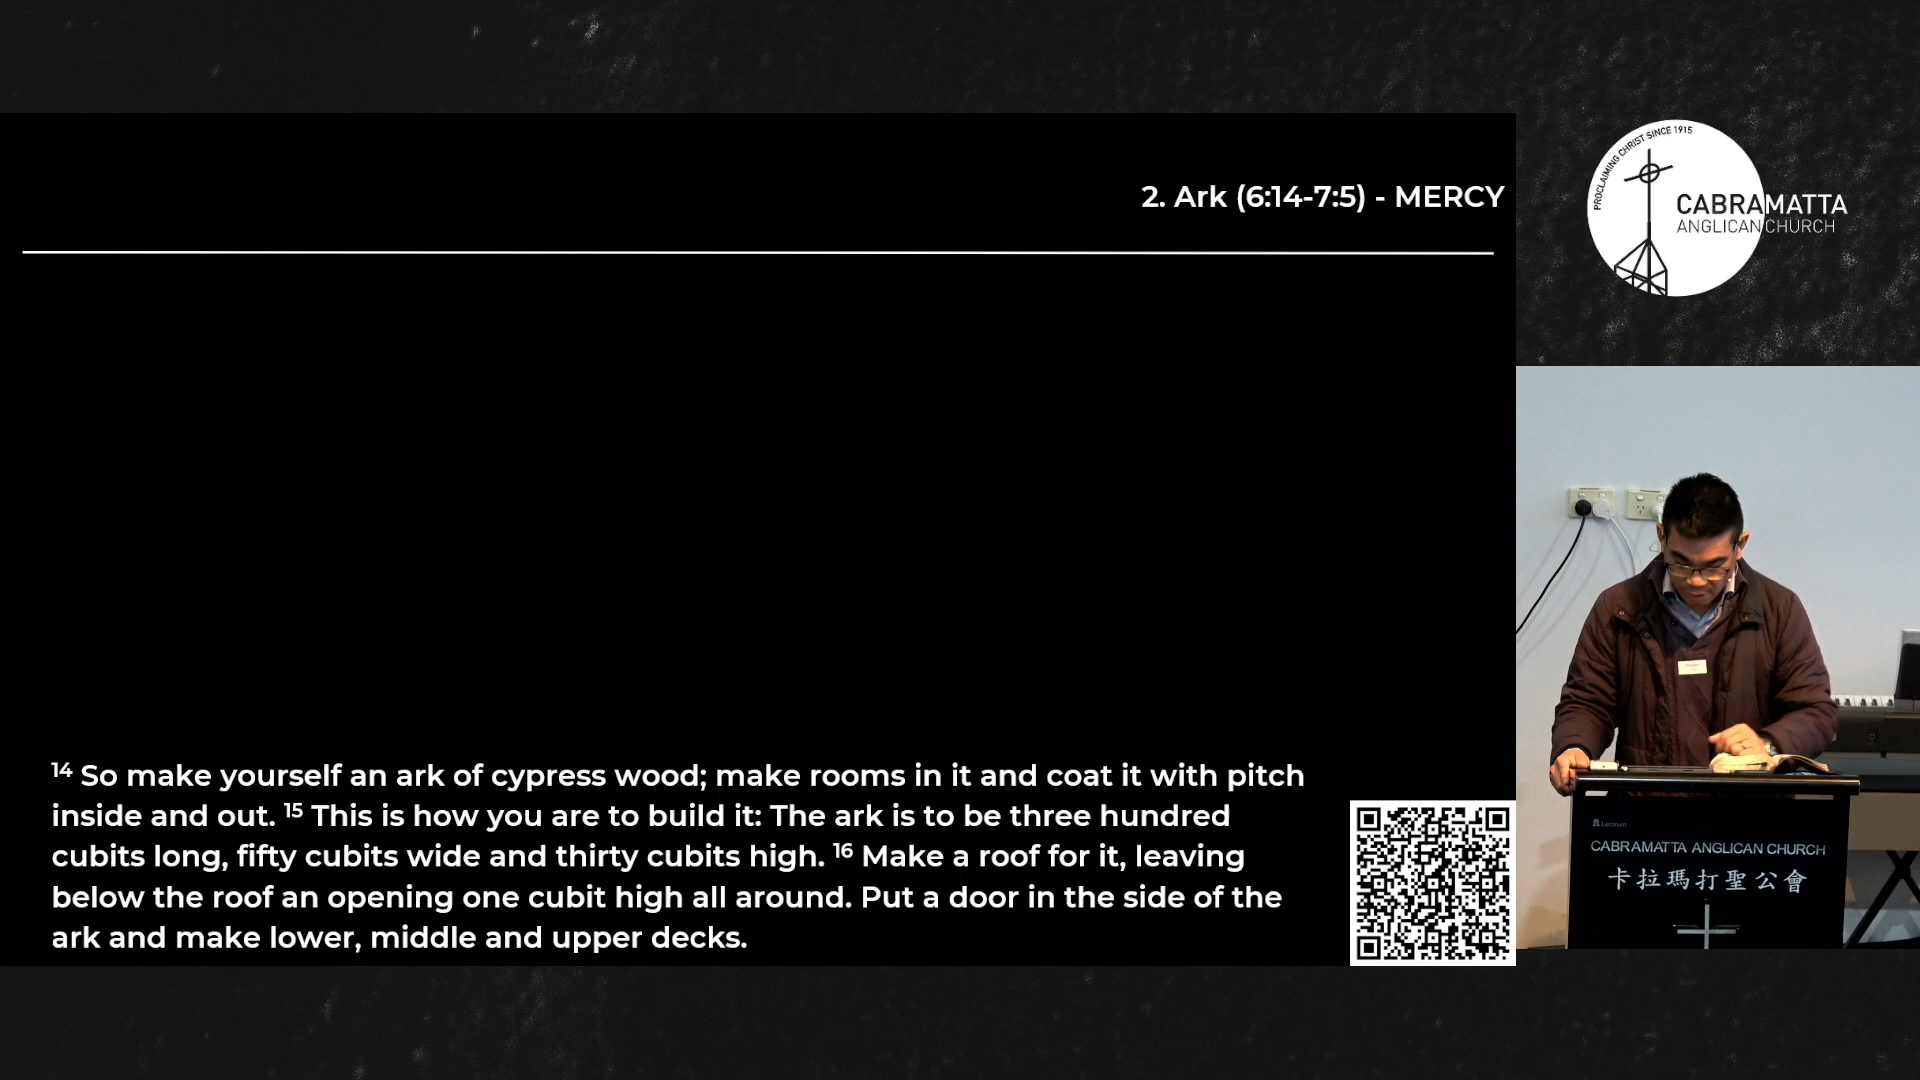 2. Ark (6:14-7:5) - MERCY
PROCLAIMING CHRIST SINCE 1915
CABRAMATTA
ANGLICAN CHURCH
¹⁴ So make yourself an ark of cypress wood; make rooms in it and coat it with pitch
inside and out. ¹⁵ This is how you are to build it: The ark is to be three hundred
cubits long, fifty cubits wide and thirty cubits high. ¹⁶ Make a roof for it, leaving
below the roof an opening one cubit high all around. Put a door in the side of the
ark and make lower, middle and upper decks.
Lectrum
CABRAMATTA ANGLICAN CHURCH
卡拉瑪打聖公會